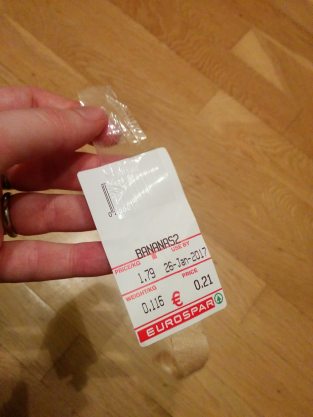 BANANAS2
PRICE/KG USE BY
1.79 26-Jan-2017
WEIGHT/KG PRICE
0.116 € 0.21
EUROSPAR